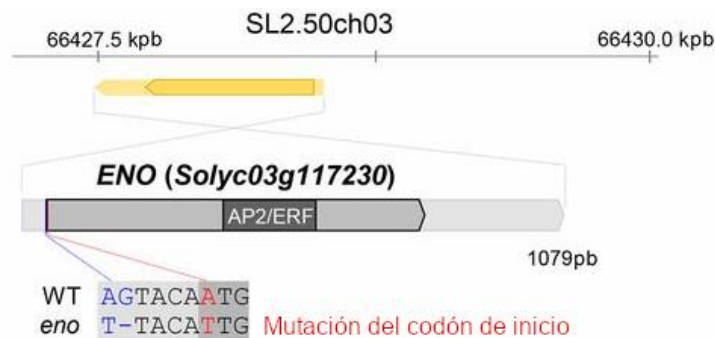 SL2.50ch03
66427.5 kpb
66430.0 kpb
ENO (Solyc03g117230)
AP2/ERF
1079pb
WT AGTACAATG
eno T-TACATTG Mutación del codón de inicio